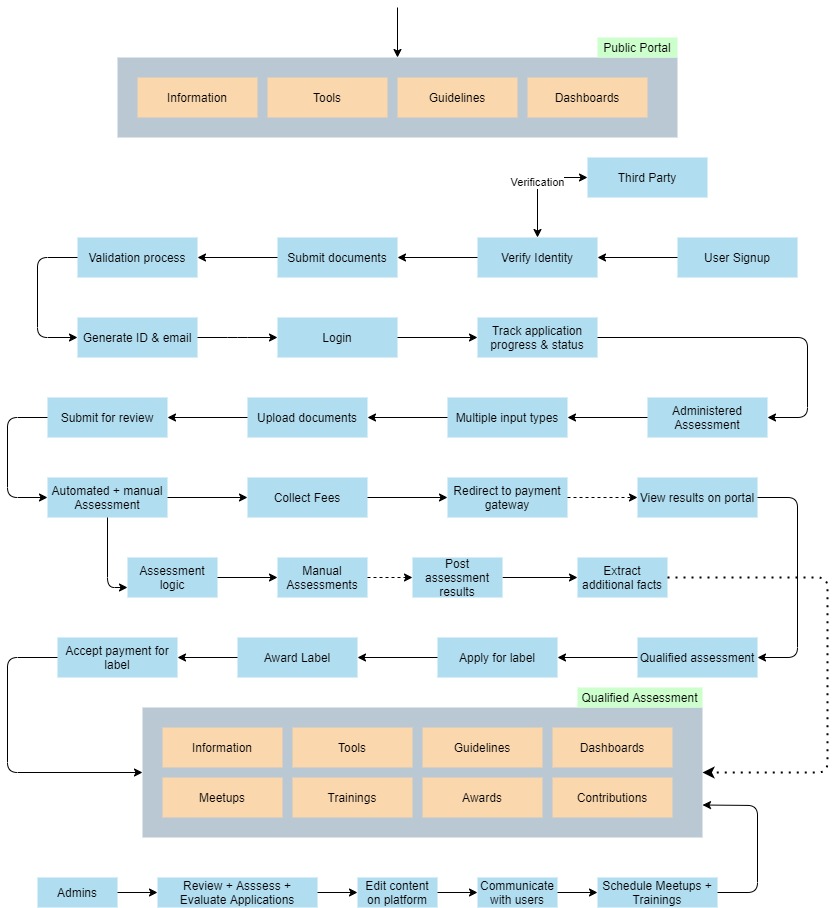 Public Portal
Information
Tools
Guidelines
Dashboards
Verification
Third Party
Validation process
Submit documents
Verify Identity
User Signup
Generate ID & email
Login
Track application
progress & status
Submit for review
Upload documents
Multiple input types
Administered
Assessment
Automated + manual
Assessment
Collect Fees
Redirect to payment
gateway
View results on portal
Assessment
logic
Manual
Assessments
Post
assessment
results
Extract
additional facts
Accept payment for
label
Award Label
Apply for label
Qualified assessment
Qualified Assessment
Information
Tools
Guidelines
Dashboards
Meetups
Trainings
Awards
Contributions
Admins
Review + Asssess +
Evaluate Applications
Edit content
on platform
Communicate
with users
Schedule Meetups +
Trainings